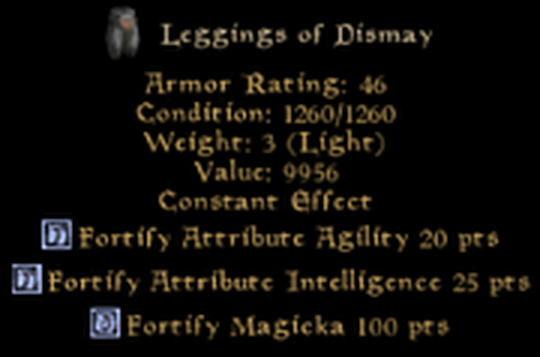 Leggings of Dismay
Armor Rating: 46
Condition: 1260/1260
Weight: 3 (Light)
Value: 9956
Constant Effect
Fortify Attribute Agility 20 pts
Fortify Attribute Intelligence 25 pts
Fortify Magicka 100 pts